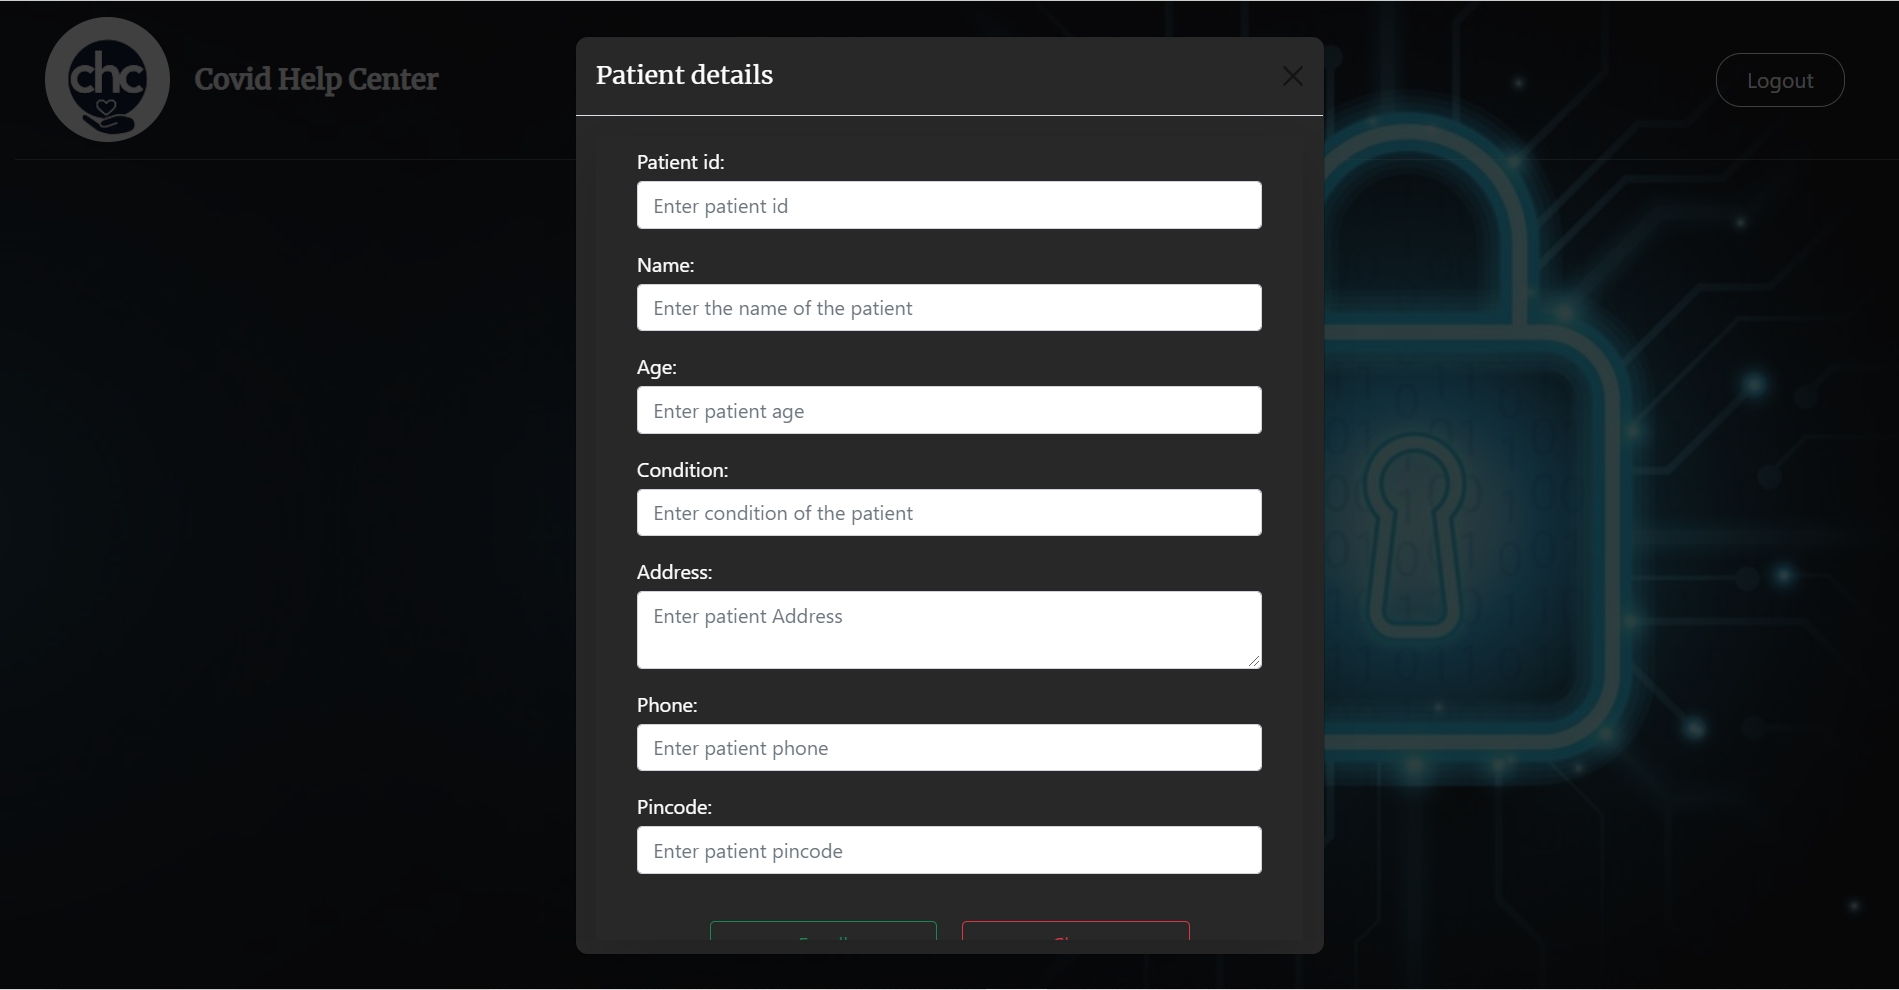 chc
Covid Help Center
Logout
Patient details
Patient id:
Enter patient id
Name:
Enter the name of the patient
Age:
Enter patient age
Condition:
Enter condition of the patient
Address:
Enter patient Address
Phone:
Enter patient phone
Pincode:
Enter patient pincode